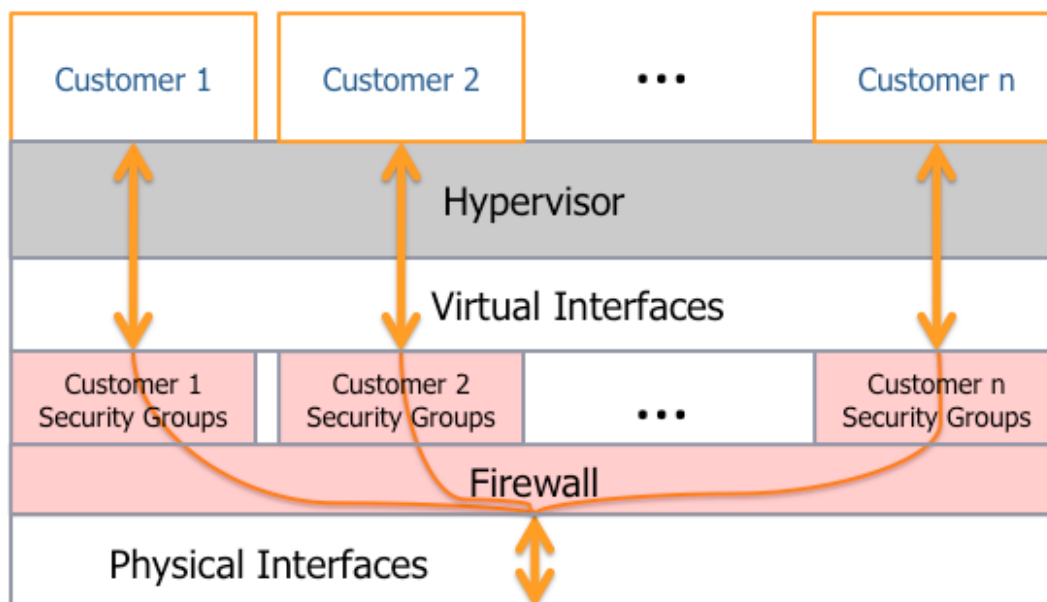 Customer 1
Customer 2
...
Customer n
Hypervisor
Virtual Interfaces
Customer 1
Security Groups
Customer 2
Security Groups
...
Customer n
Security Groups
Firewall
Physical Interfaces